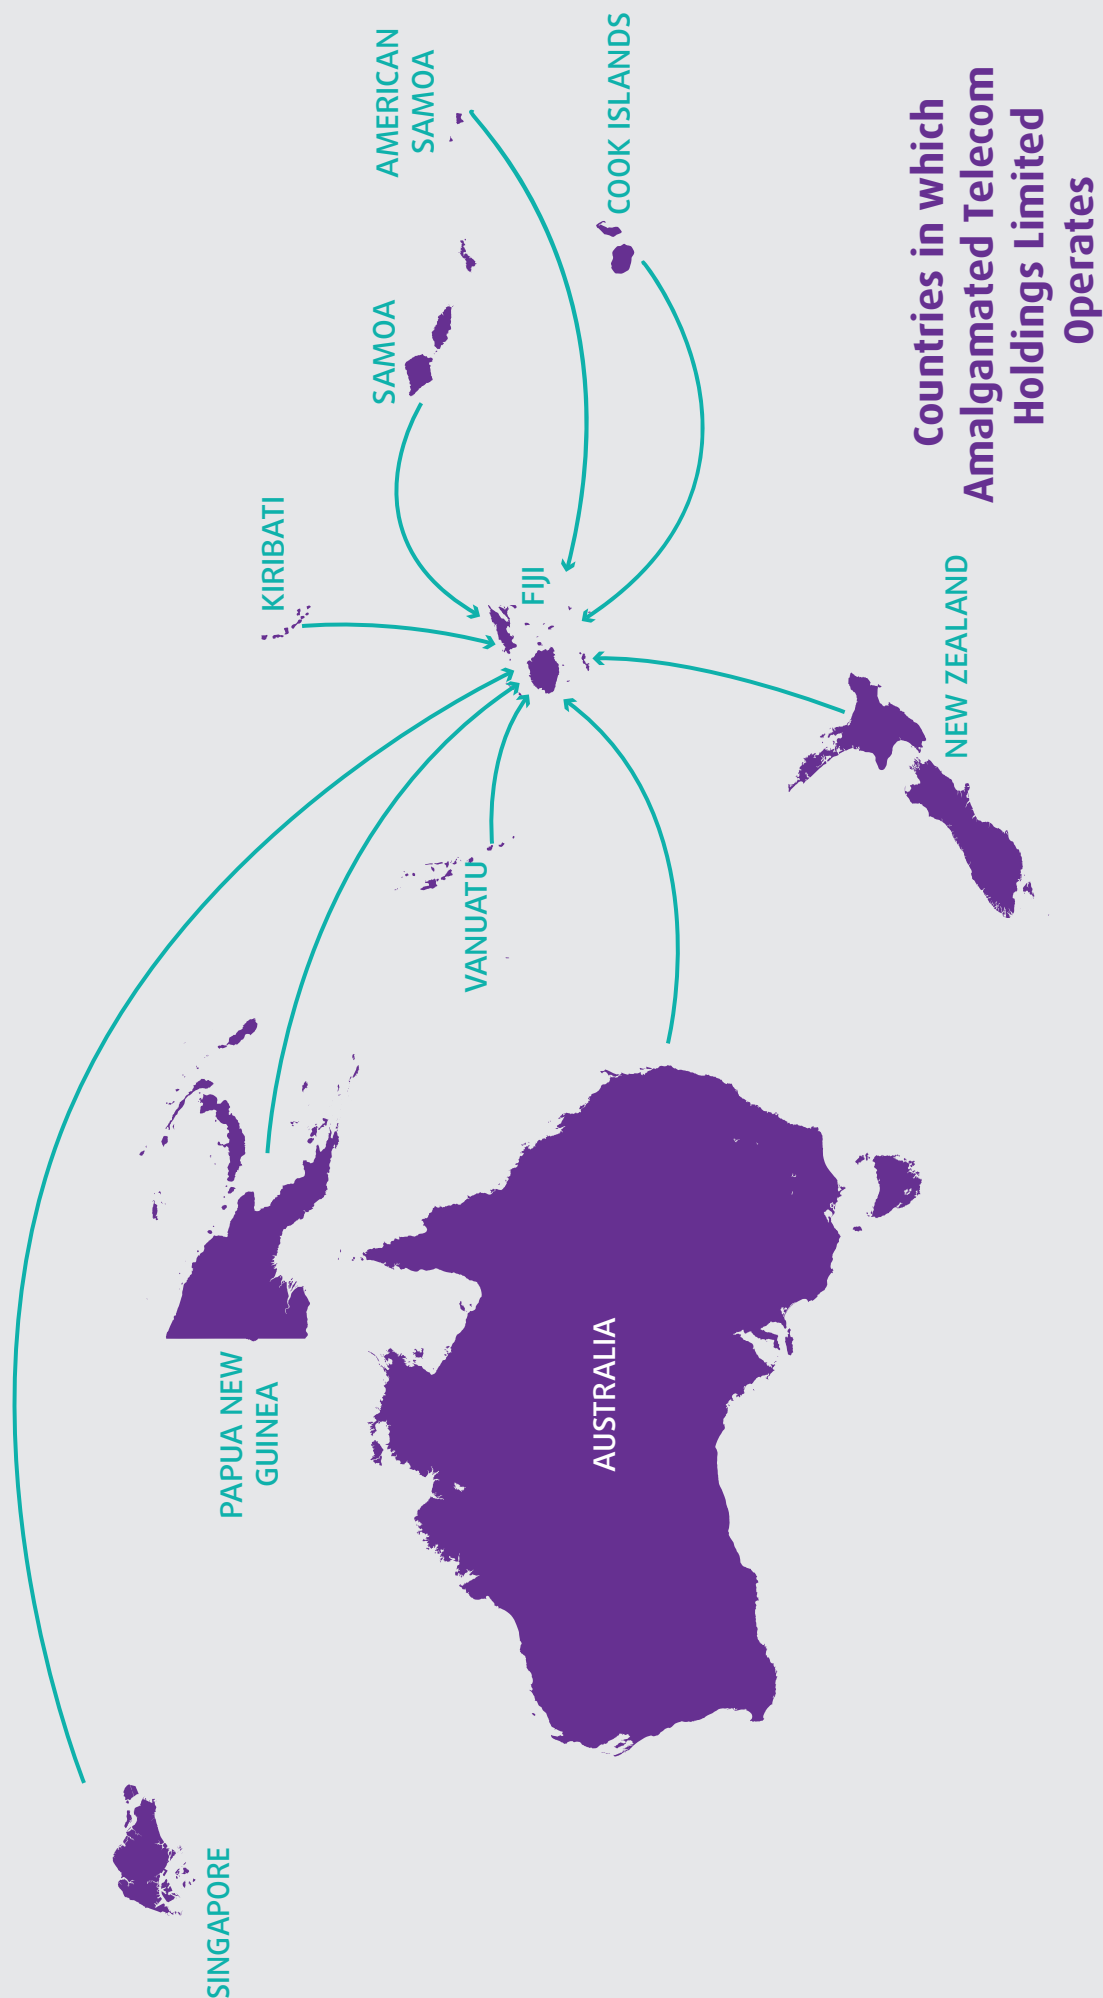 SINGAPORE
PAPUA NEW
GUINEA
AUSTRALIA
VANUATU
KIRIBATI
FIJI
SAMOA
AMERICAN
SAMOA
COOK ISLANDS
NEW ZEALAND
Countries in which
Amalgamated Telecom
Holdings Limited
Operates